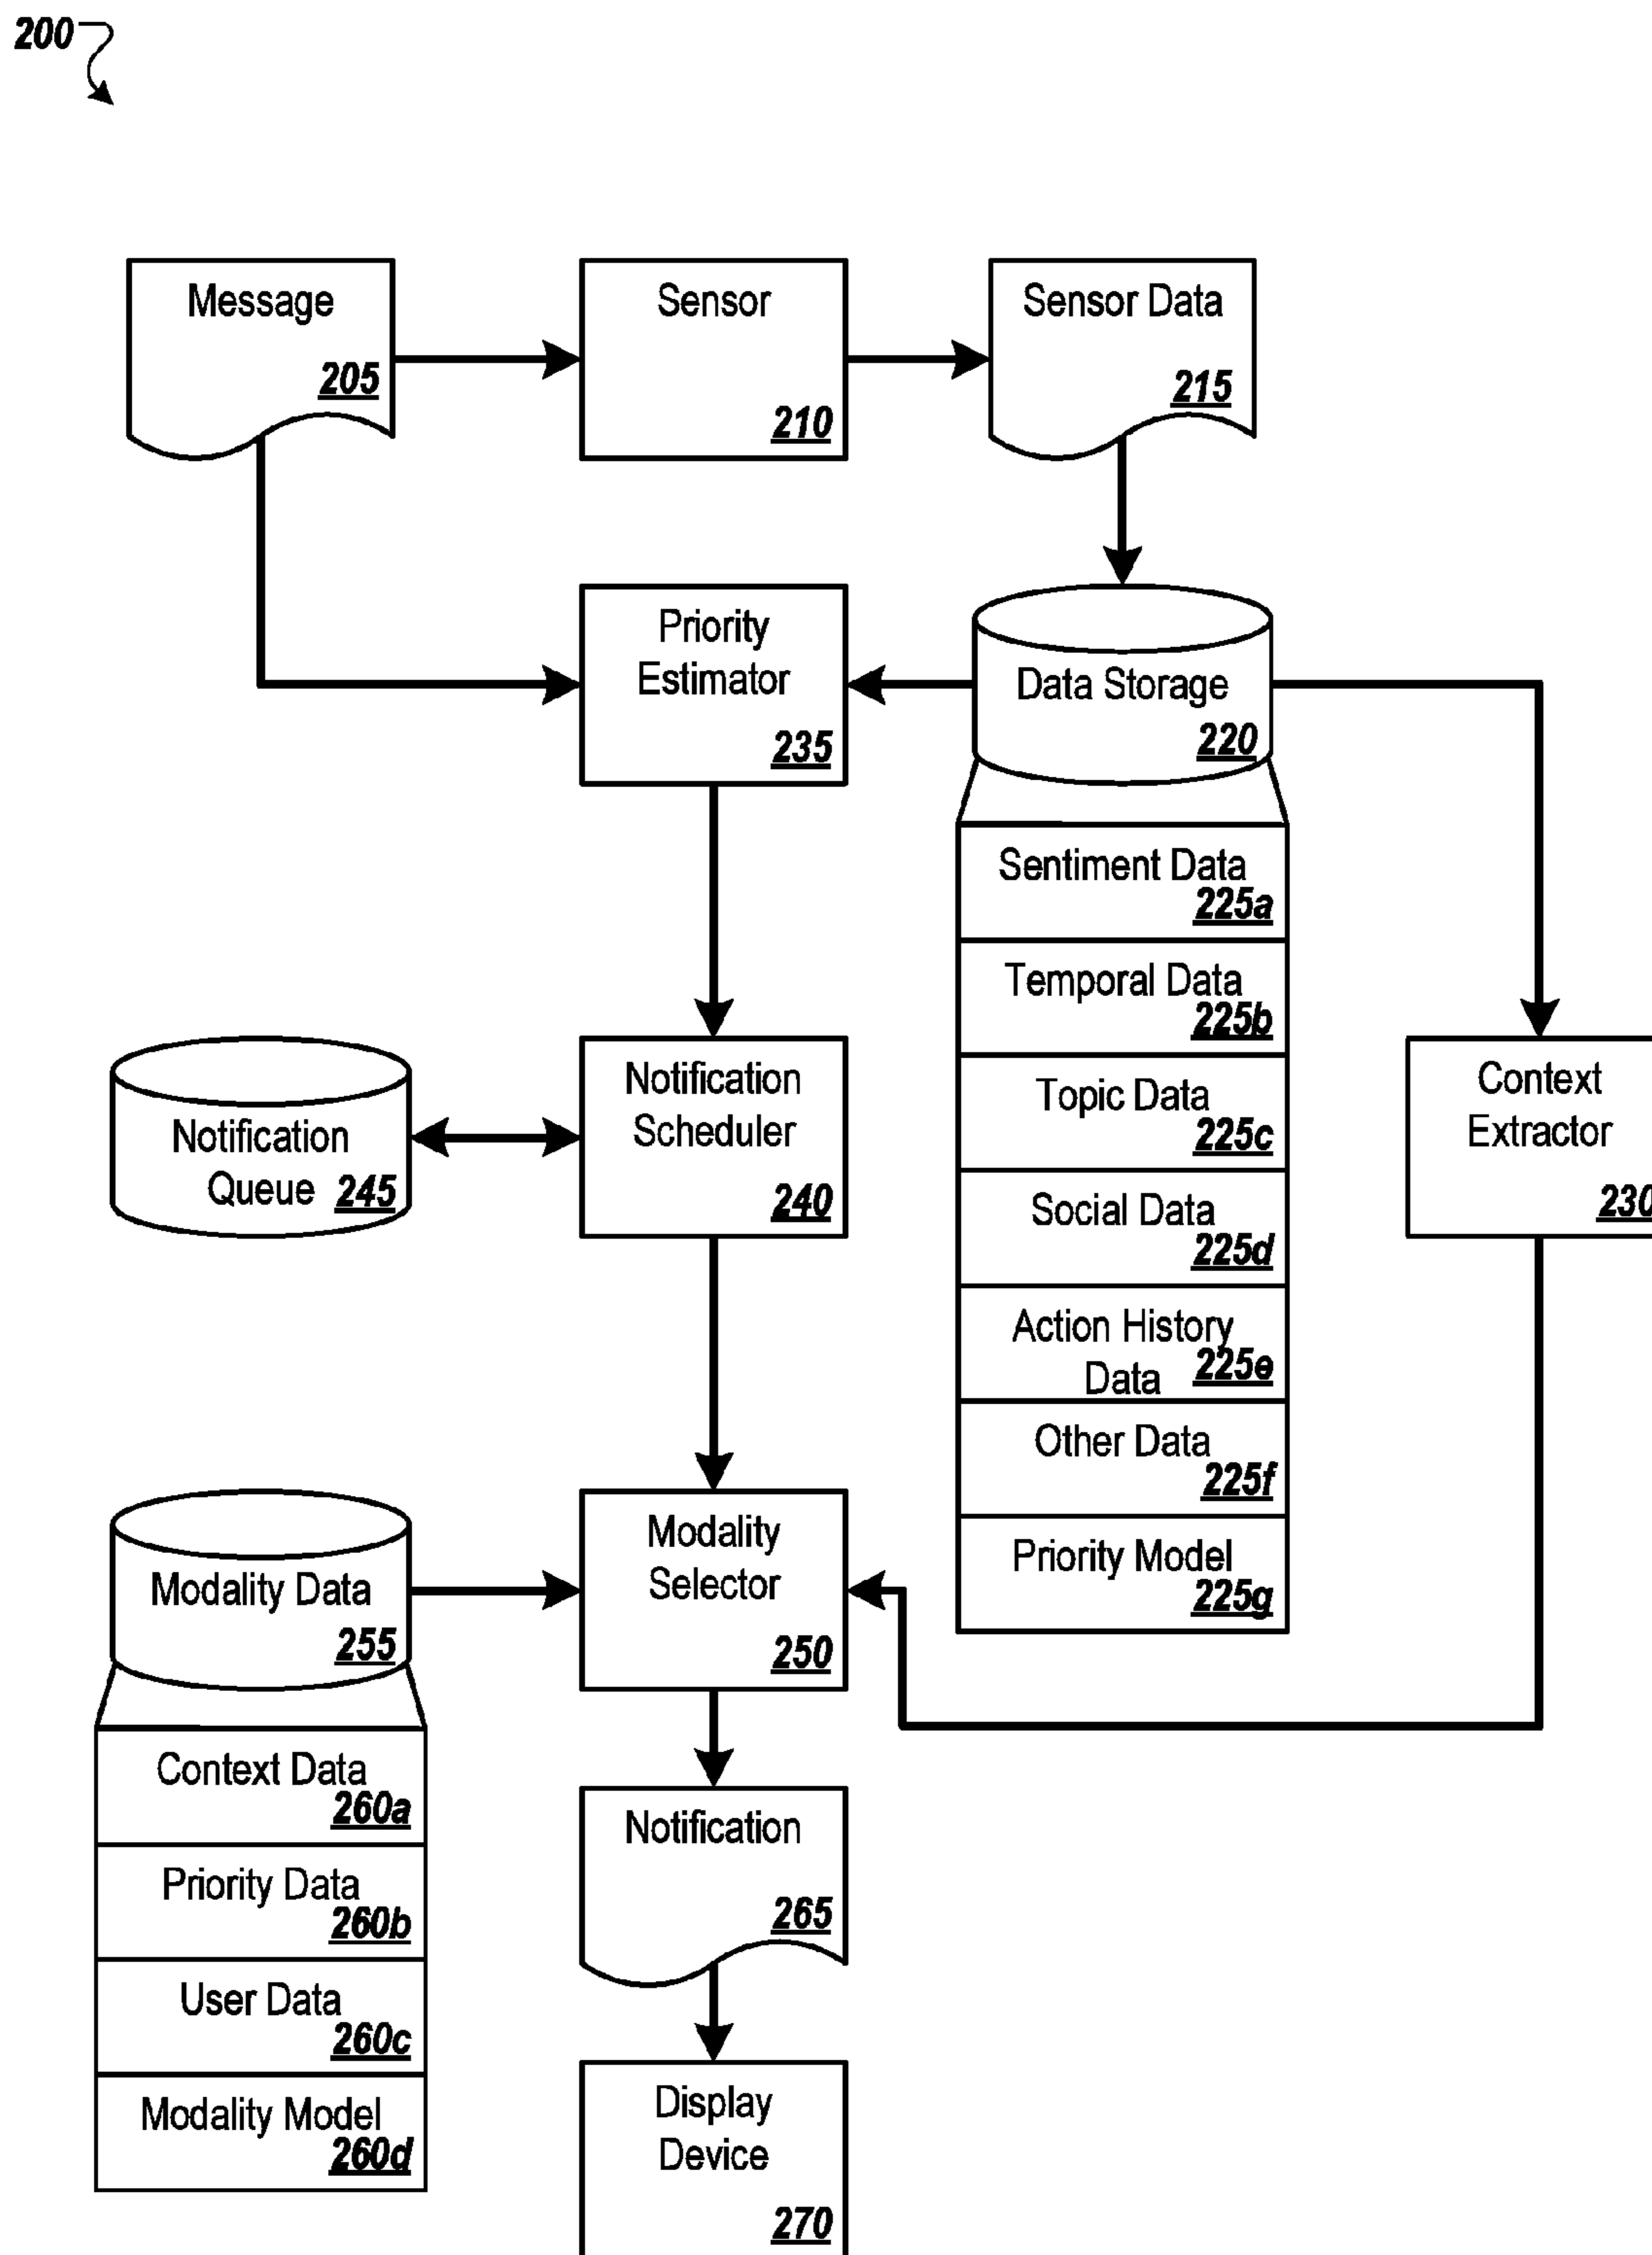 200
Message
205
Sensor
210
Sensor Data
215
Priority
Estimator
235
Data Storage
220
Sentiment Data
225a
Temporal Data
225b
Topic Data
225c
Social Data
225d
Action History
Data 225e
Other Data
225f
Priority Model
225g
Context
Extractor
230
Notification
Queue 245
Notification
Scheduler
240
Modality Data
255
Context Data
260a
Priority Data
260b
User Data
260c
Modality Model
260d
Modality
Selector
250
Notification
265
Display
Device
270